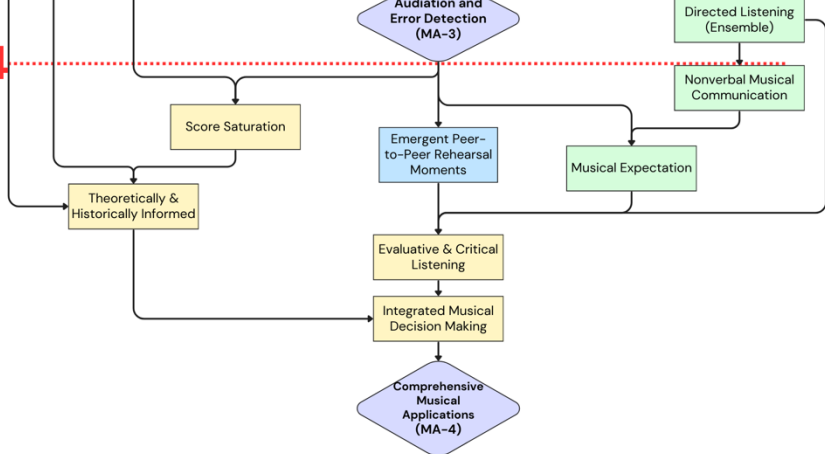 Audiation and
Error Detection
(MA-3)
Directed Listening
(Ensemble)
Nonverbal Musical
Communication
Score Saturation
Emergent Peer-
to-Peer Rehearsal
Moments
Musical Expectation
Theoretically &
Historically Informed
Evaluative & Critical
Listening
Integrated Musical
Decision Making
Comprehensive
Musical
Applications
(MA-4)